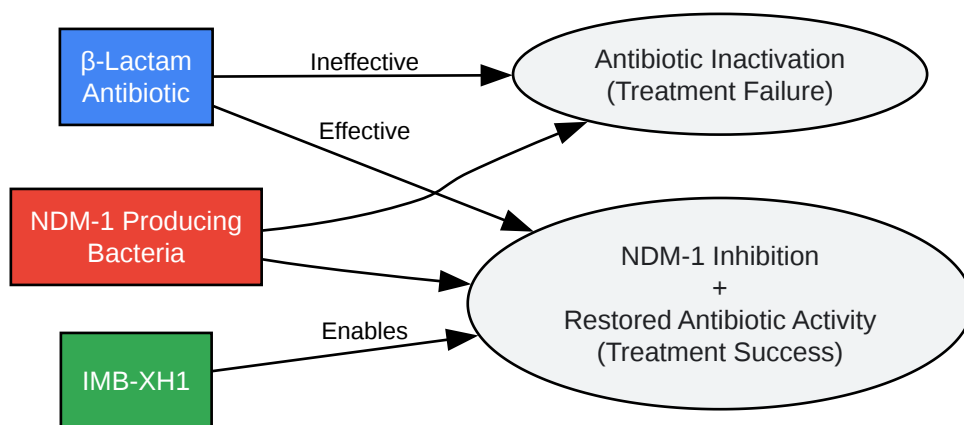 β-Lactam
Antibiotic
Ineffective
Antibiotic Inactivation
(Treatment Failure)
Effective
NDM-1 Producing
Bacteria
NDM-1 Inhibition
+
Restored Antibiotic Activity
(Treatment Success)
Enables
IMB-XH1